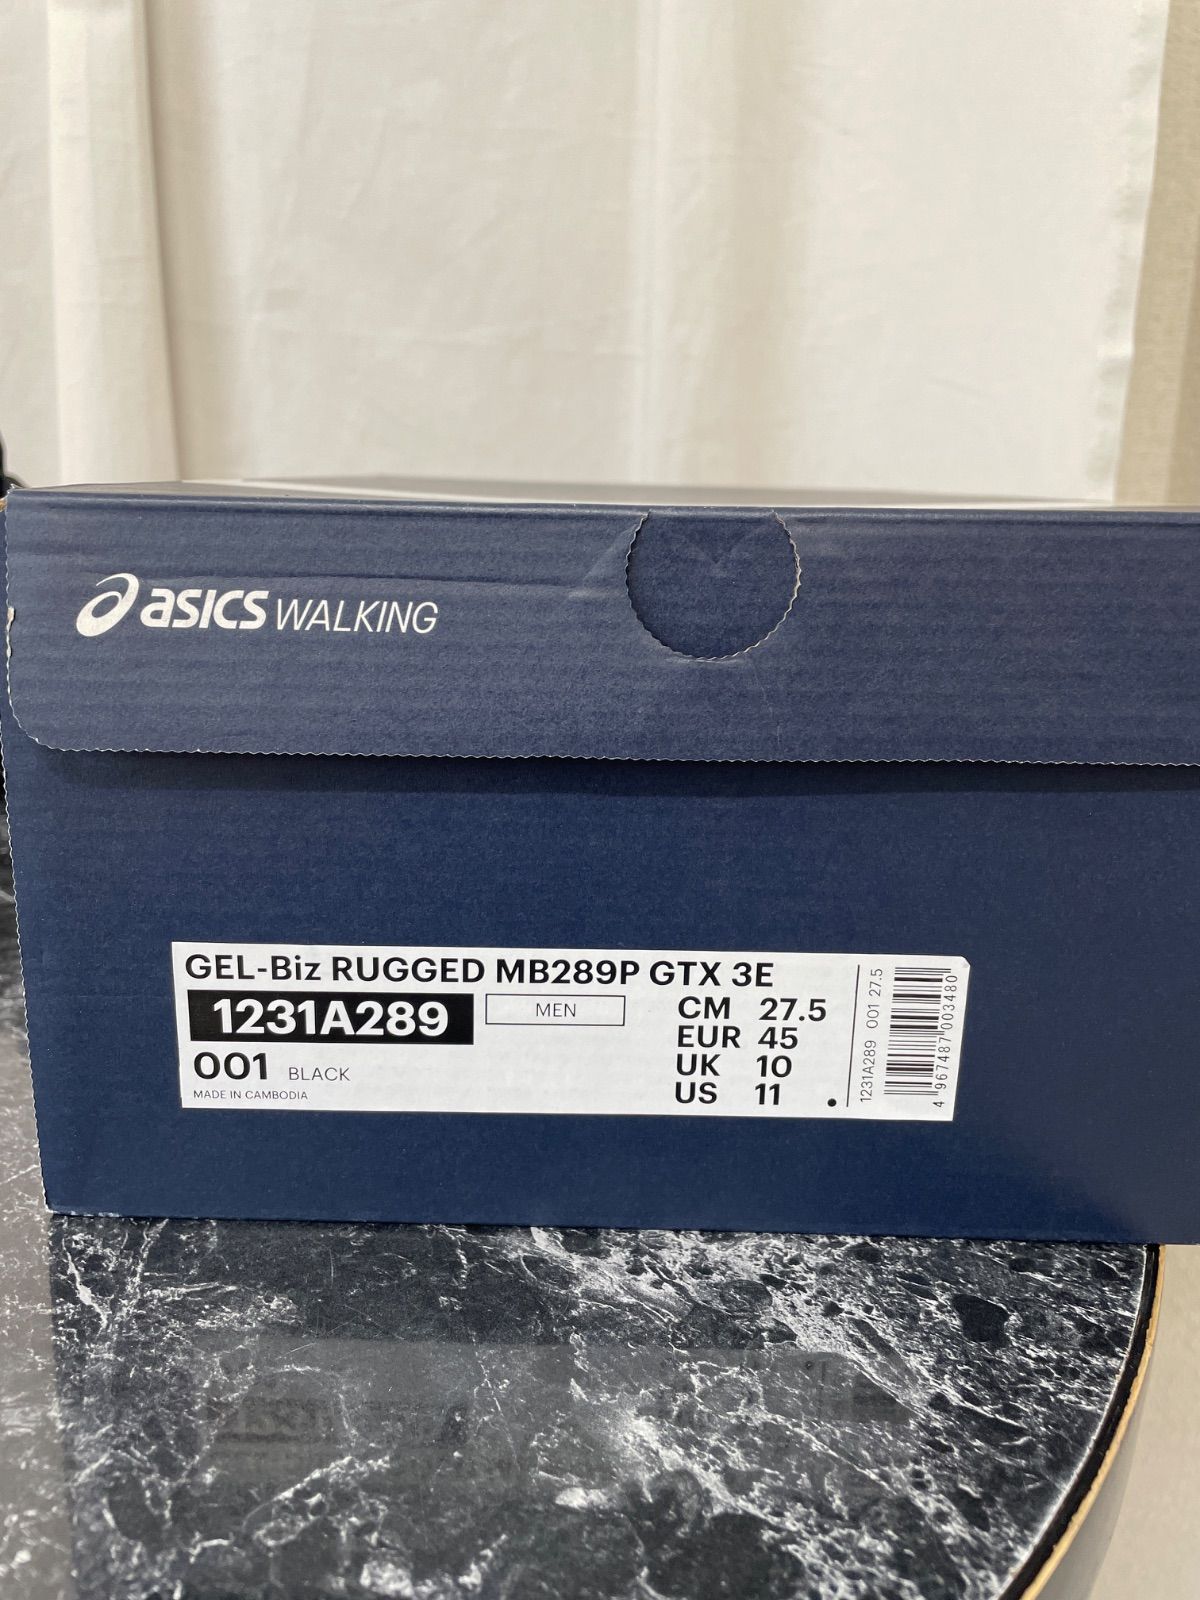 asics WALKING
GEL-Biz RUGGED MB289P GTX 3E
1231A289 MEN
001 BLACK
MADE IN CAMBODIA
CM 27.5
EUR 45
UK 10
US 11 .
1231A289 001 27.5
4 967487 003480